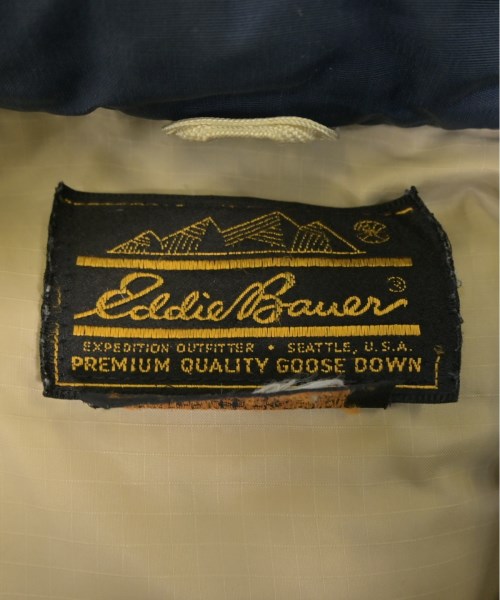 Eddie Bauer
EXPEDITION OUTFITTER • SEATTLE, U.S.A.
PREMIUM QUALITY GOOSE DOWN